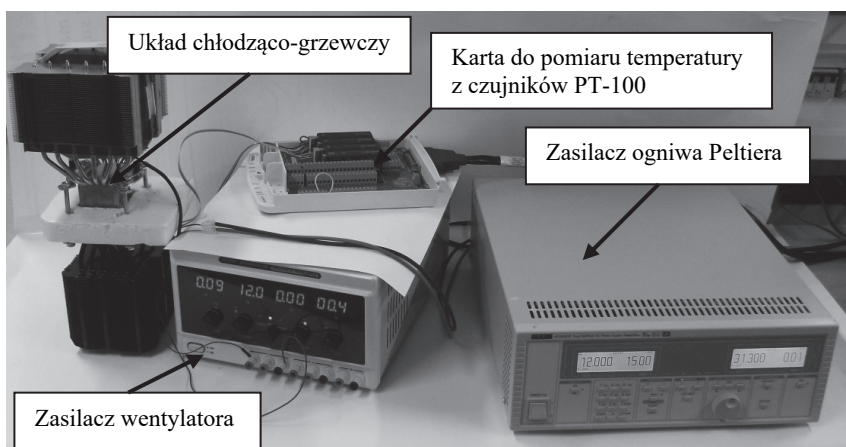 Układ chłodząco-grzewczy
Karta do pomiaru temperatury
z czujników PT-100
Zasilacz ogniwa Peltiera
0.09 12.0 0.00 00.4
12.000 15.00
31.300 0.01
Zasilacz wentylatora